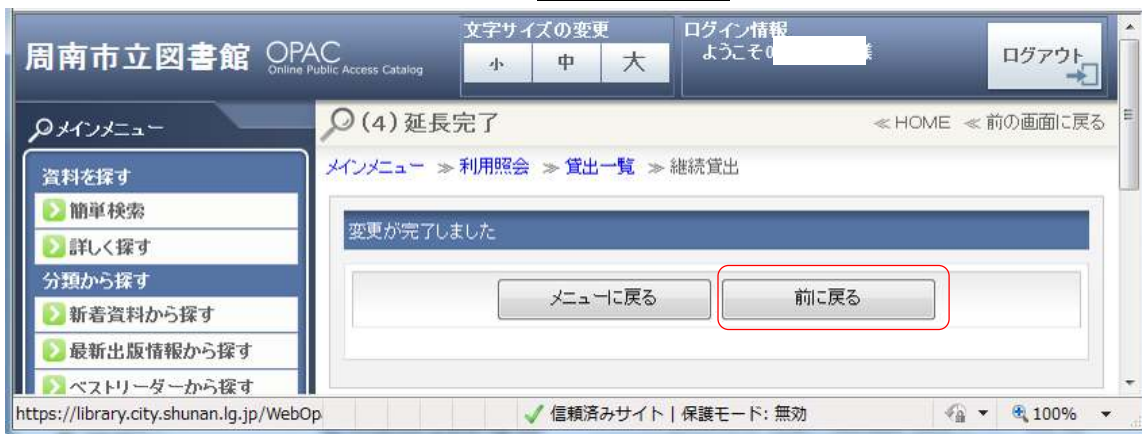 周南市立図書館 OPAC
Online Public Access Catalog
文字サイズの変更
小 中 大
ログイン情報
ようこそ
ログアウト
メインメニュー
資料を探す
簡単検索
詳しく探す
分類から探す
新着資料から探す
最新出版情報から探す
ベストリーダーから探す
(4)延長完了
≪HOME ≪前の画面に戻る
メインメニュー ≫ 利用照会 ≫ 貸出一覧 ≫ 継続貸出
変更が完了しました
メニューに戻る
前に戻る
https://library.city.shunan.lg.jp/WebOp
信頼済みサイト | 保護モード: 無効
100%